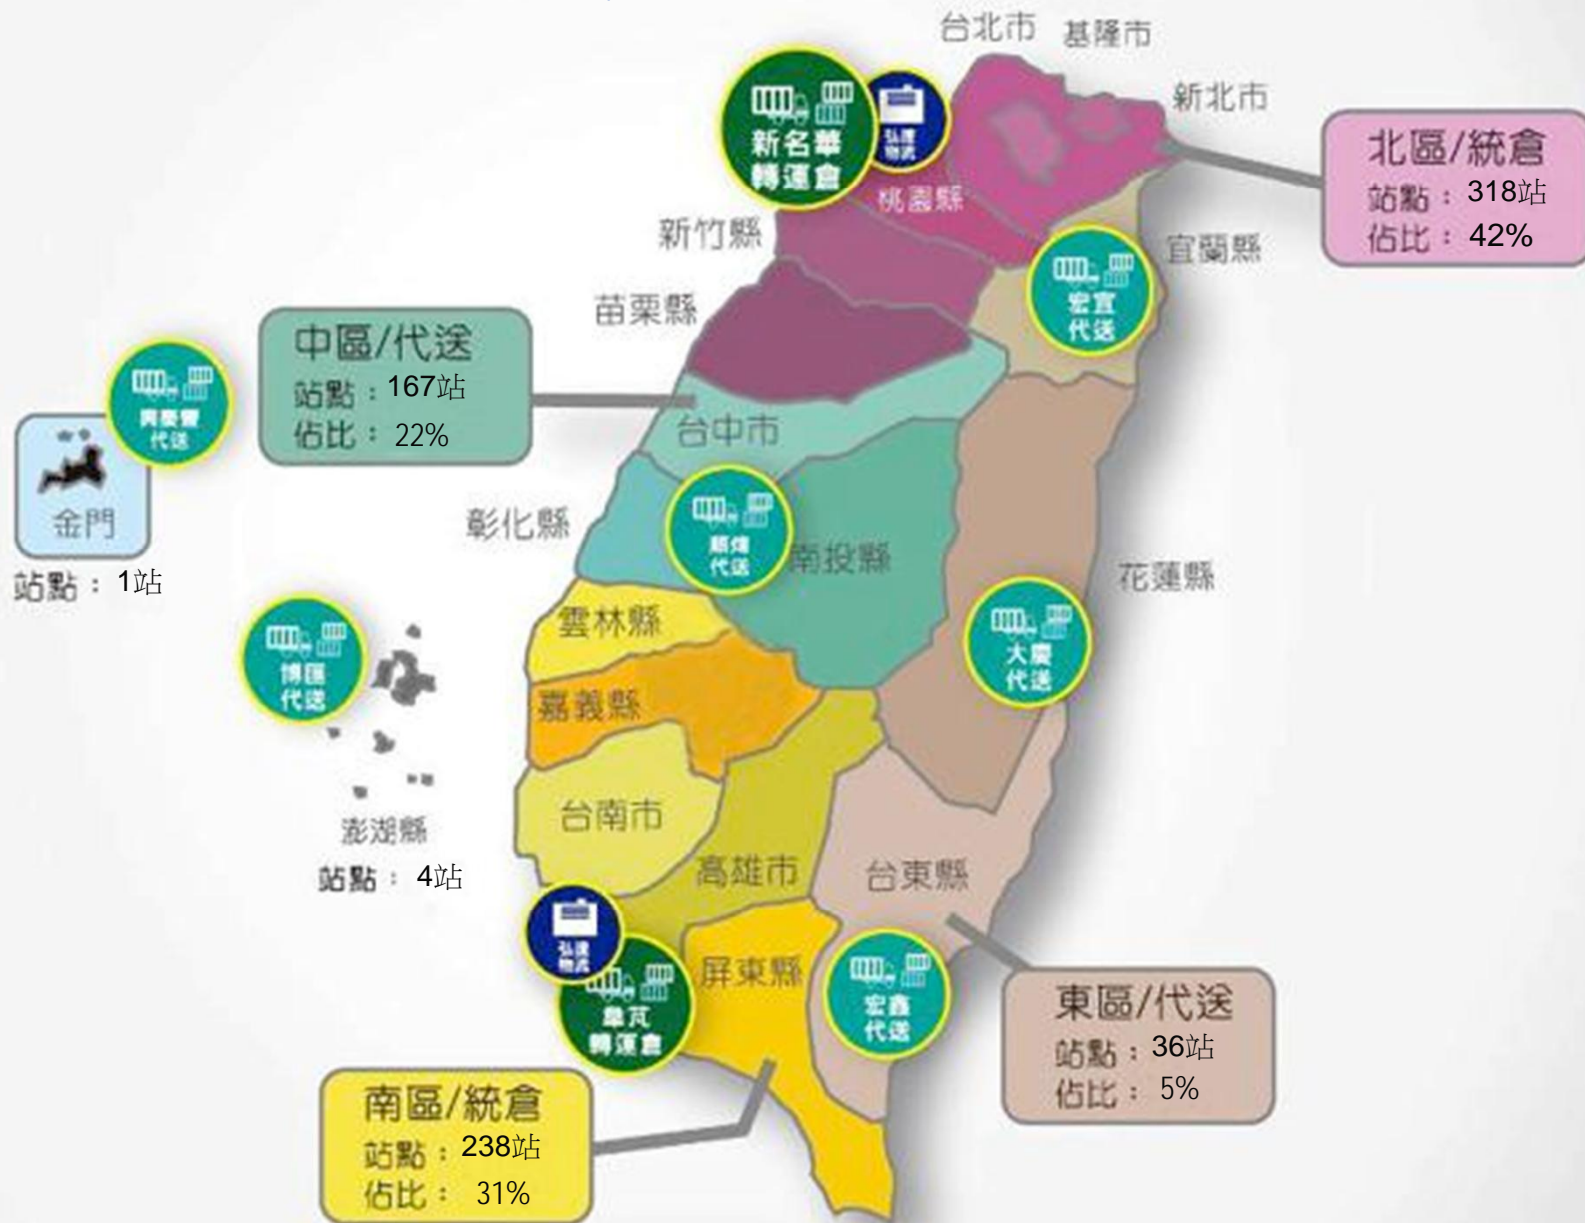 台北市
基隆市
新北市
新名華
轉運倉
物流
桃園縣
北區/統倉
站點：318站
佔比：42%
新竹縣
宜蘭縣
宏宜
代送
苗栗縣
中區/代送
站點：167站
佔比：22%
代送
金門
站點：1站
台中市
彰化縣
代送
南投縣
花蓮縣
雲林縣
博匯
代送
大慶
代送
嘉義縣
澎湖縣
站點：4站
台南市
高雄市
台東縣
物流
轉運倉
屏東縣
宏鑫
代送
東區/代送
站點：36站
佔比：5%
南區/統倉
站點：238站
佔比：31%